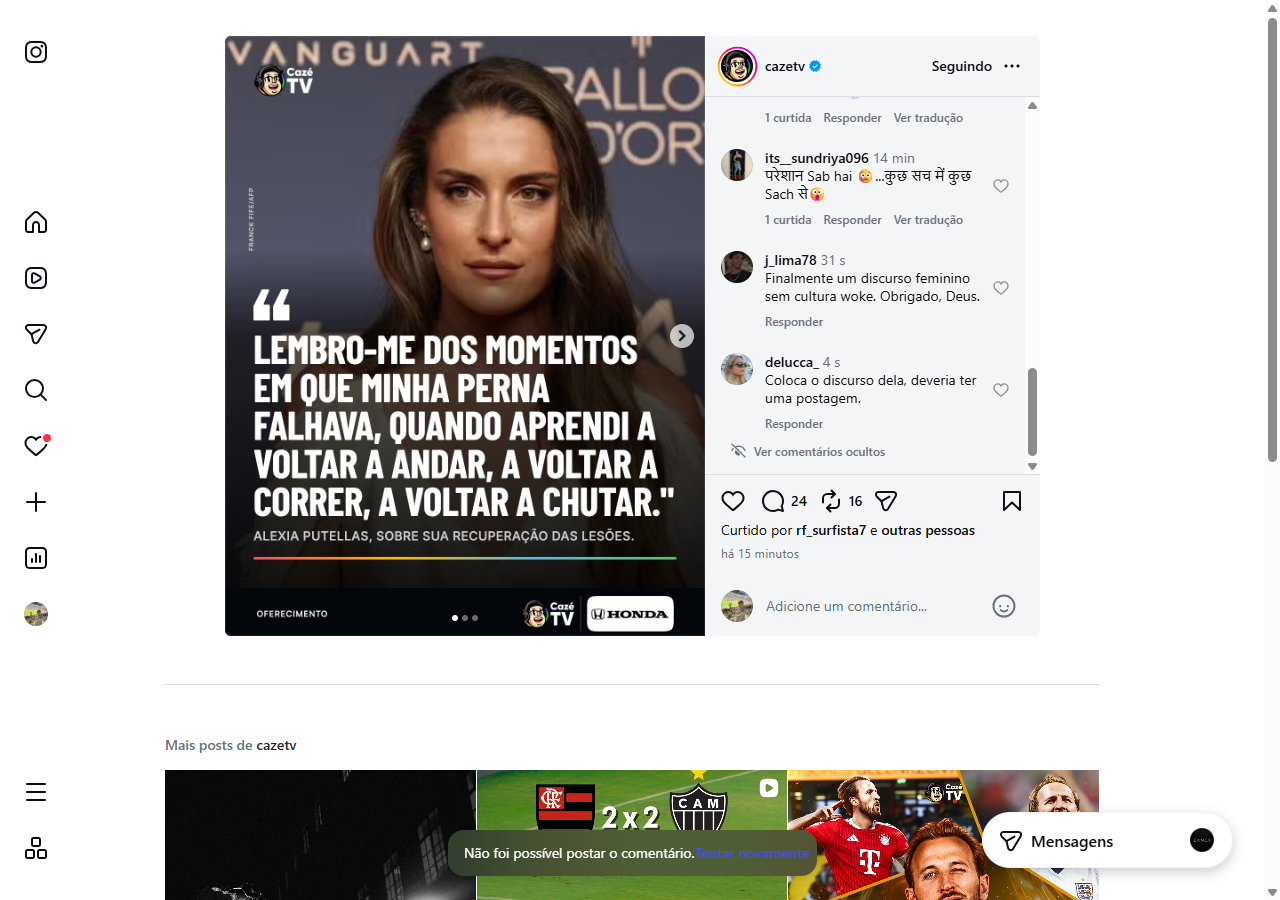 VANGUART
BALLO
D'OR
Cazé
TV
FRANCK FIFE/AFP
“
LEMBRO-ME DOS MOMENTOS
EM QUE MINHA PERNA
FALHAVA, QUANDO APRENDI A
VOLTAR A ANDAR, A VOLTAR A
CORRER, A VOLTAR A CHUTAR."
ALEXIA PUTELLAS, SOBRE SUA RECUPERAÇÃO DAS LESÕES.
OFERECIMENTO
Cazé
TV
HONDA
cazetv
Seguindo
1 curtida Responder Ver tradução
its__sundriya096 14 min
परेशान Sab hai 😜...कुछ सच में कुछ
Sach से😱
1 curtida Responder Ver tradução
j_lima78 31 s
Finalmente um discurso feminino
sem cultura woke. Obrigado, Deus.
Responder
delucca_ 4 s
Coloca o discurso dela, deveria ter
uma postagem.
Responder
Ver comentários ocultos
24 16
Curtido por rf_surfista7 e outras pessoas
há 15 minutos
Adicione um comentário...
Mais posts de cazetv
CRF
2 x 2
CAM
Cazé
TV
T
Não foi possível postar o comentário.Tentar novamente
Mensagens